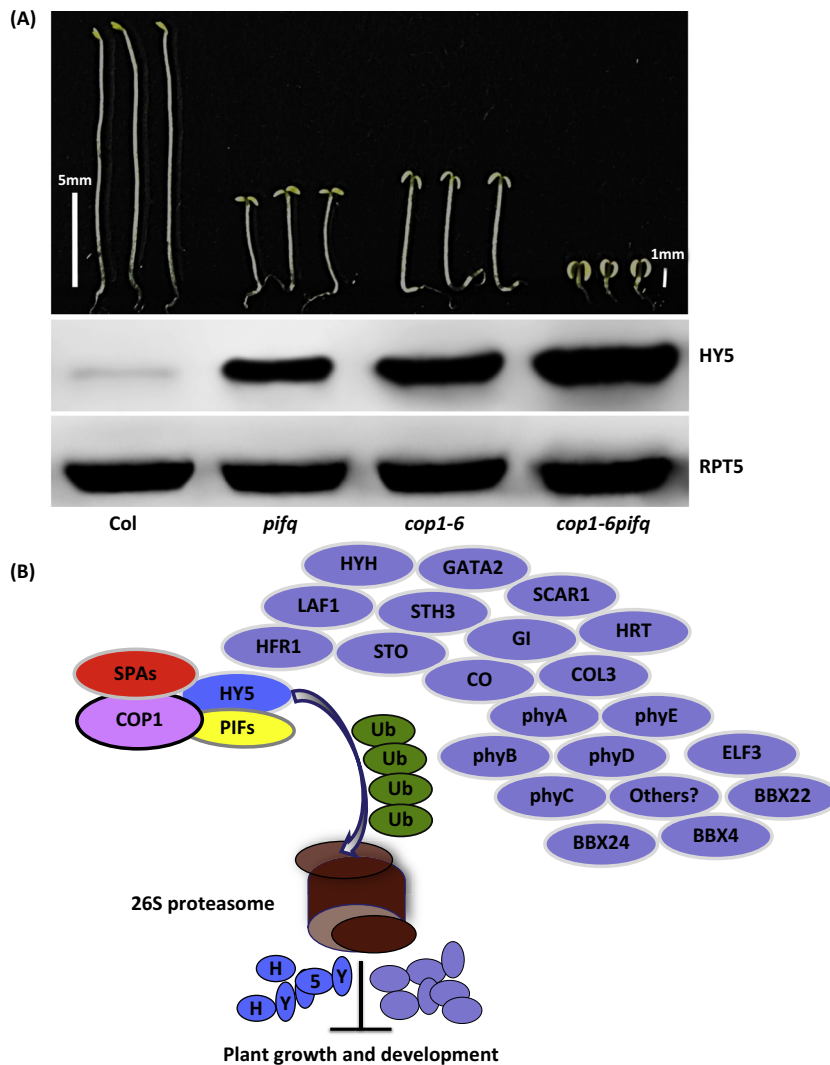 (A)
5mm
1mm
HY5
RPT5
Col
pifq
cop1-6
cop1-6pifq
(B)
HYH
GATA2
SCAR1
LAF1
STH3
GI
HRT
HFR1
STO
CO
COL3
SPAs
HY5
COP1
PIFs
phyA
phyE
Ub
Ub
Ub
Ub
phyB
phyD
ELF3
phyC
Others?
BBX22
BBX24
BBX4
26S proteasome
H
5
Y
H
Y
Plant growth and development